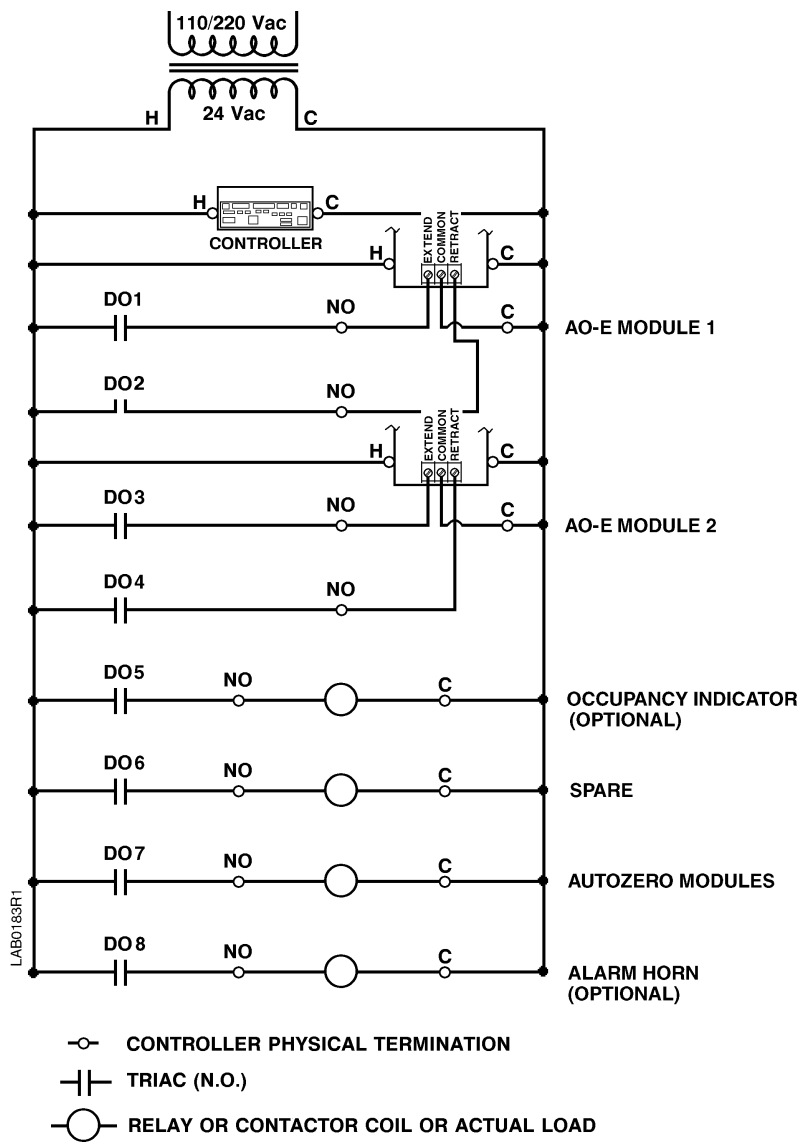 110/220 Vac
24 Vac
H
C
H
C
CONTROLLER
EXTEND
COMMON
RETRACT
H
C
DO1
NO
C
AO-E MODULE 1
DO2
NO
EXTEND
COMMON
RETRACT
H
C
DO3
NO
C
AO-E MODULE 2
DO4
NO
DO5
NO
C
OCCUPANCY INDICATOR
(OPTIONAL)
DO6
NO
C
SPARE
DO7
NO
C
AUTOZERO MODULES
DO8
NO
C
ALARM HORN
(OPTIONAL)
LAB0183R1
CONTROLLER PHYSICAL TERMINATION
TRIAC (N.O.)
RELAY OR CONTACTOR COIL OR ACTUAL LOAD